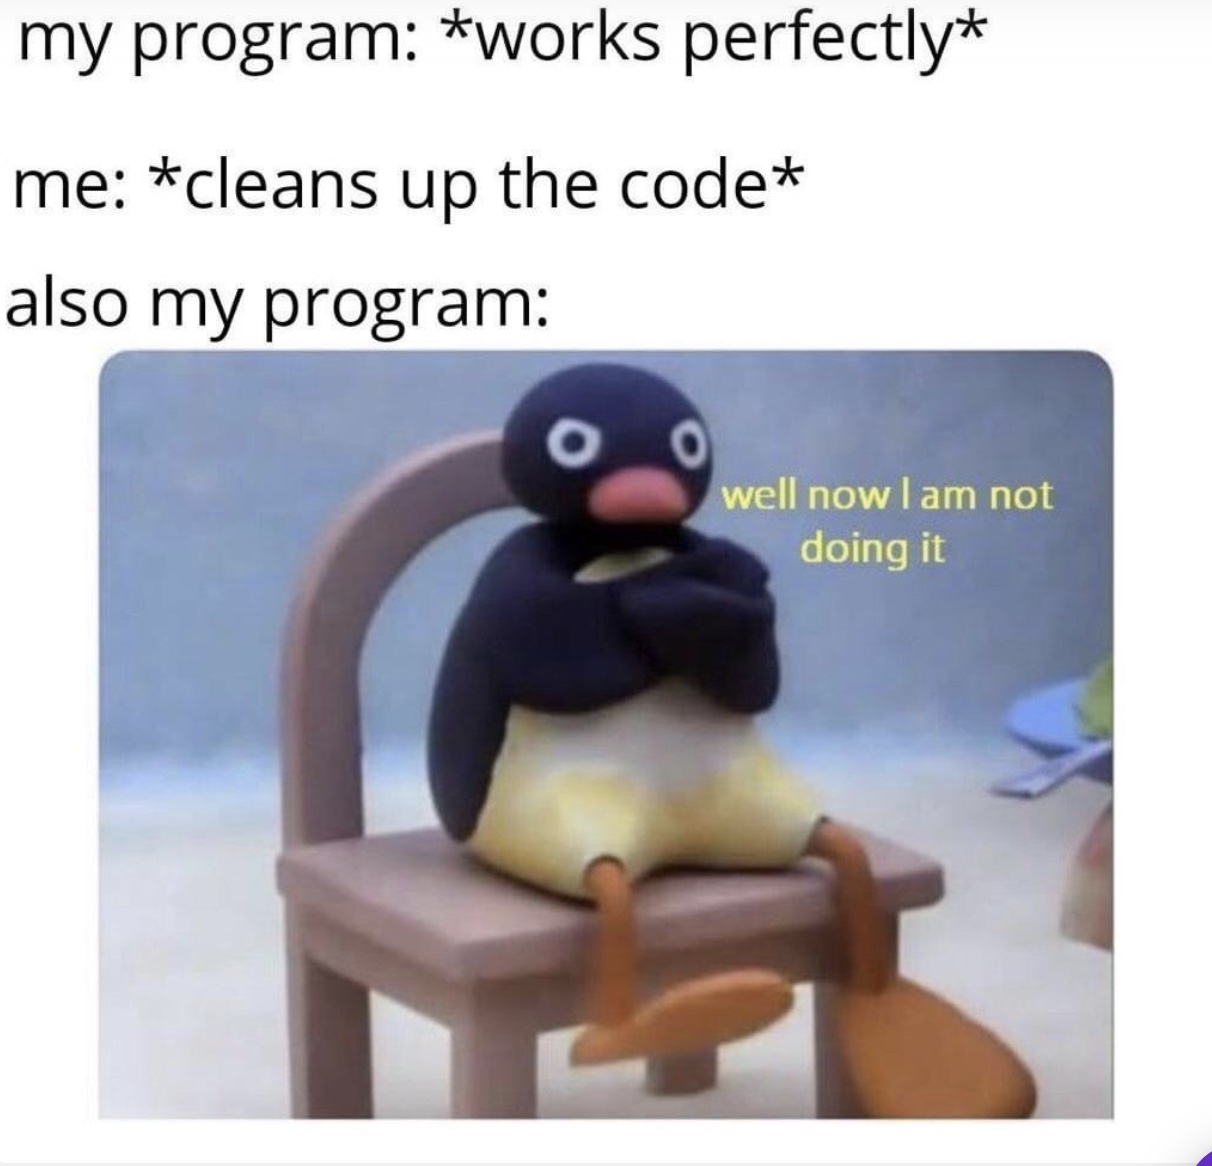 my program: *works perfectly*
me: *cleans up the code*
also my program:
well now I am not
doing it